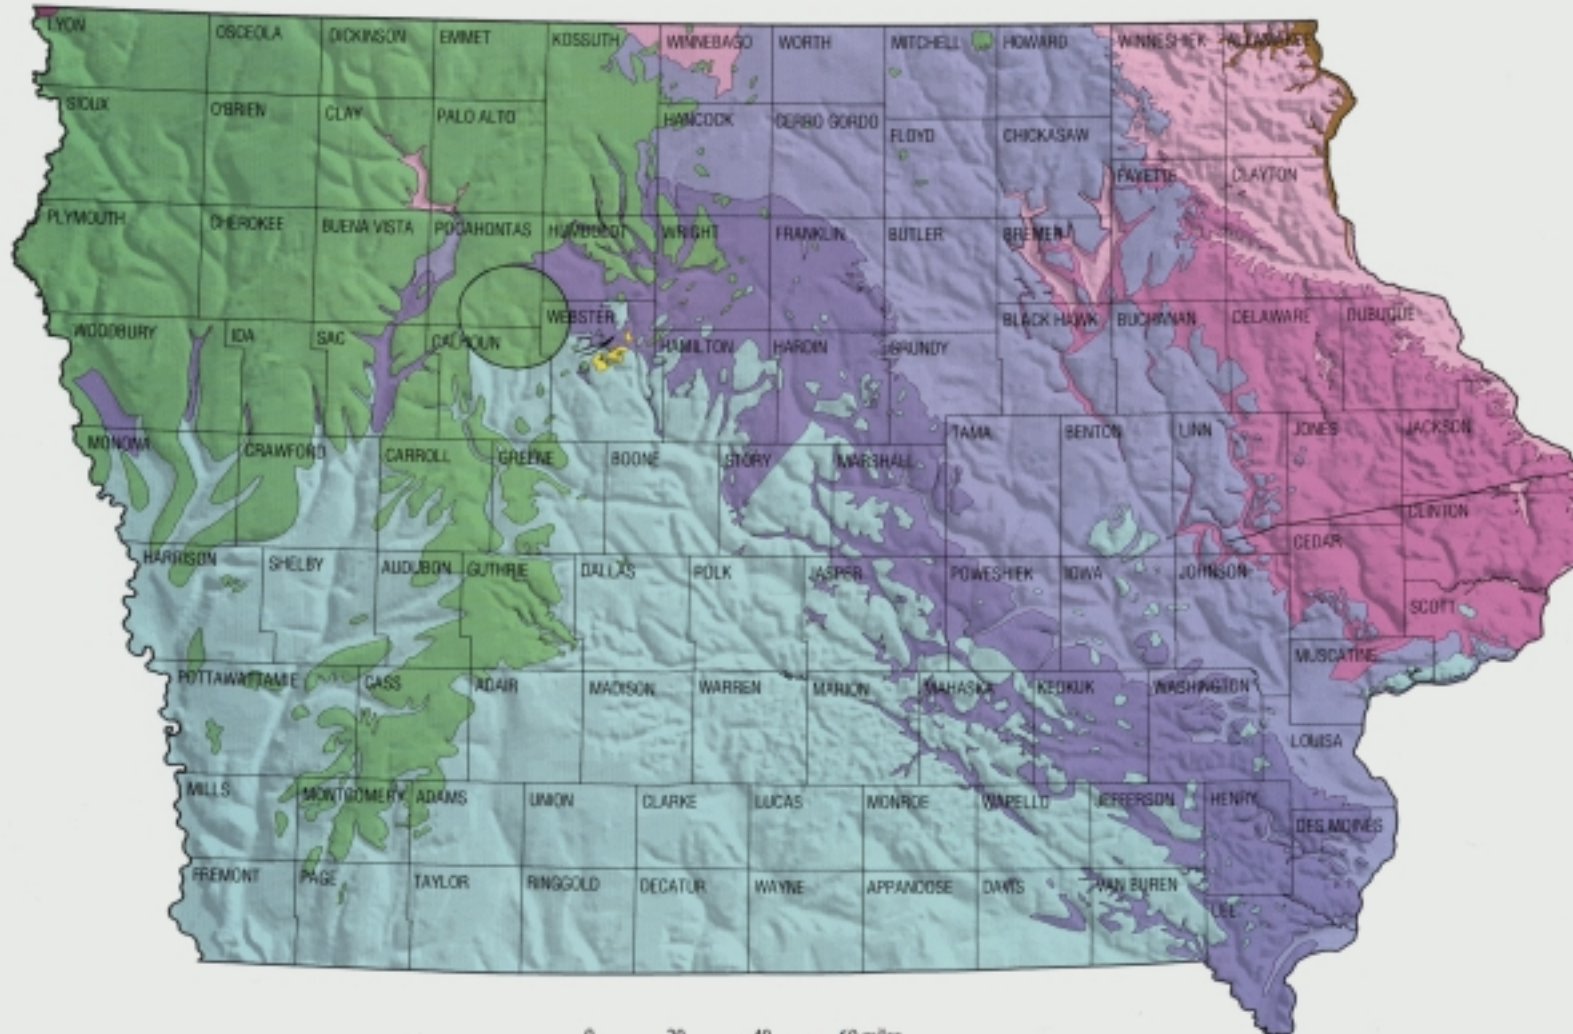 LYON OSCEOLA DICKINSON EMMET KOSSUTH WINNEBAGO WORTH MITCHELL HOWARD WINNESHIEK ALLAMAKEE
SIOUX O'BRIEN CLAY PALO ALTO HANCOCK CERRO GORDO FLOYD CHICKASAW
FAYETTE CLAYTON
PLYMOUTH CHEROKEE BUENA VISTA POCAHONTAS HUMBOLDT WRIGHT FRANKLIN BUTLER BREMER
WOODBURY IDA SAC CALHOUN WEBSTER HAMILTON HARDIN GRUNDY BLACK HAWK BUCHANAN DELAWARE DUBUQUE
MONONA CRAWFORD CARROLL GREENE BOONE STORY MARSHALL TAMA BENTON LINN JONES JACKSON
CLINTON
HARRISON SHELBY AUDUBON GUTHRIE DALLAS POLK JASPER POWESHIEK IOWA JOHNSON CEDAR
SCOTT
MUSCATINE
POTTAWATTAMIE CASS ADAIR MADISON WARREN MARION MAHASKA KEOKUK WASHINGTON
LOUISA
MILLS MONTGOMERY ADAMS UNION CLARKE LUCAS MONROE WAPELLO JEFFERSON HENRY
DES MOINES
FREMONT PAGE TAYLOR RINGGOLD DECATUR WAYNE APPANOOSE DAVIS VAN BUREN
LEE